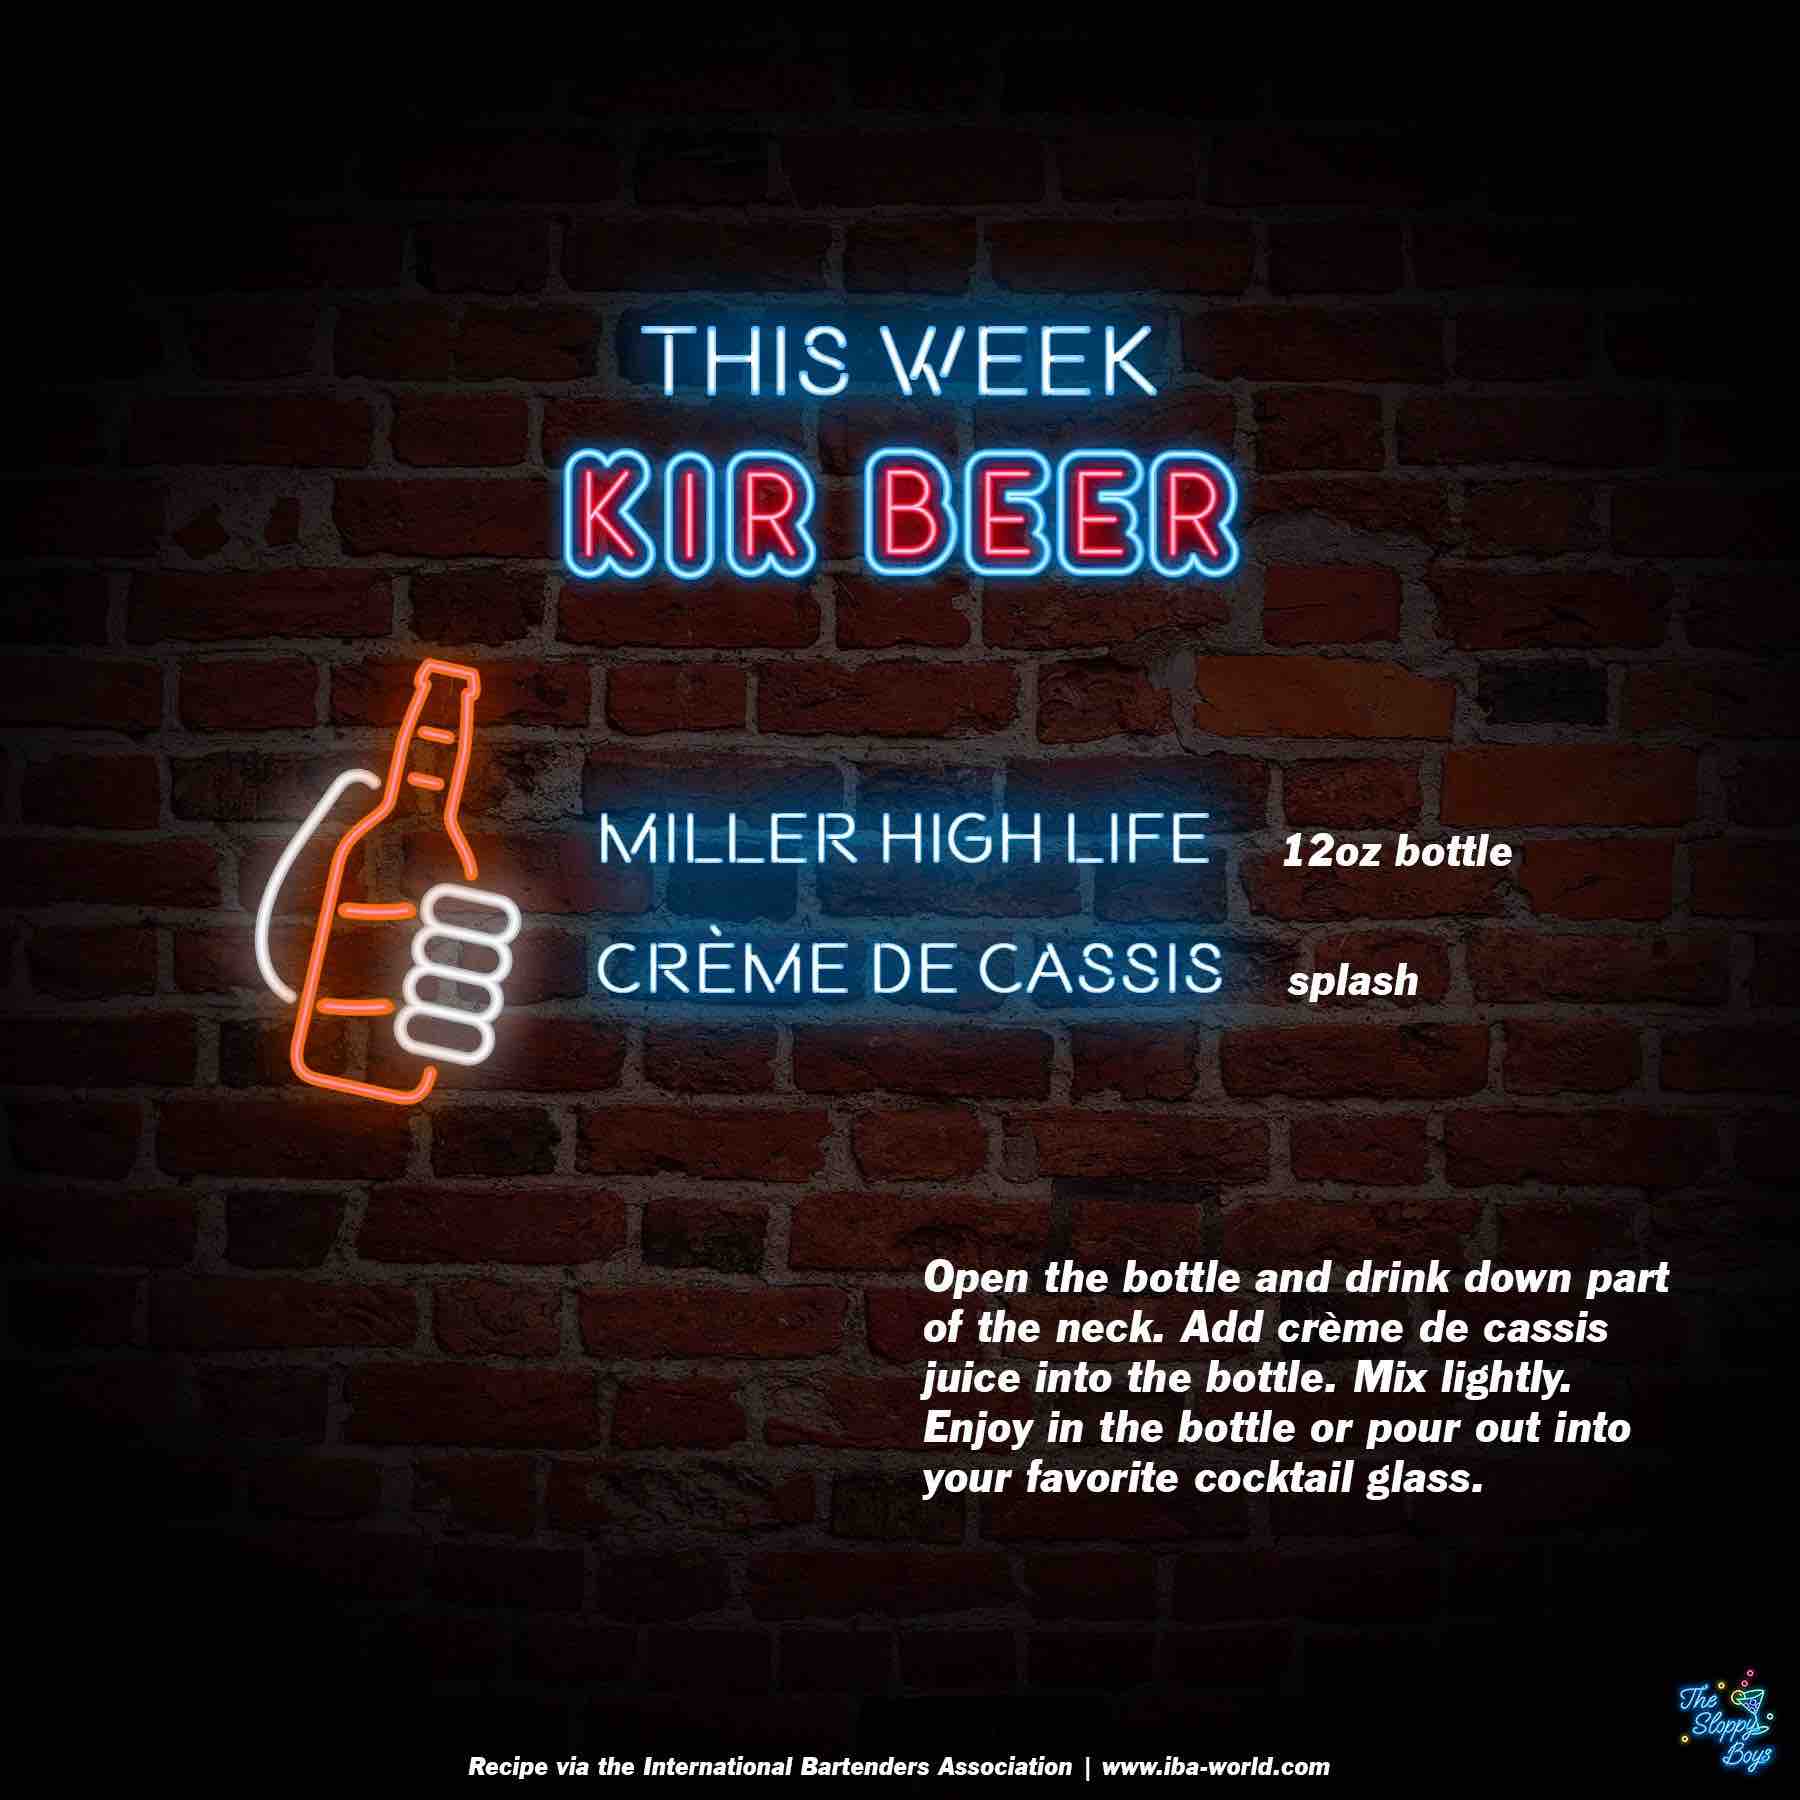 THIS WEEK
KIR BEER
MILLER HIGH LIFE 12oz bottle
CRÈME DE CASSIS splash
Open the bottle and drink down part
of the neck. Add crème de cassis
juice into the bottle. Mix lightly.
Enjoy in the bottle or pour out into
your favorite cocktail glass.
Recipe via the International Bartenders Association | www.iba-world.com
The
Sloppy
Boys